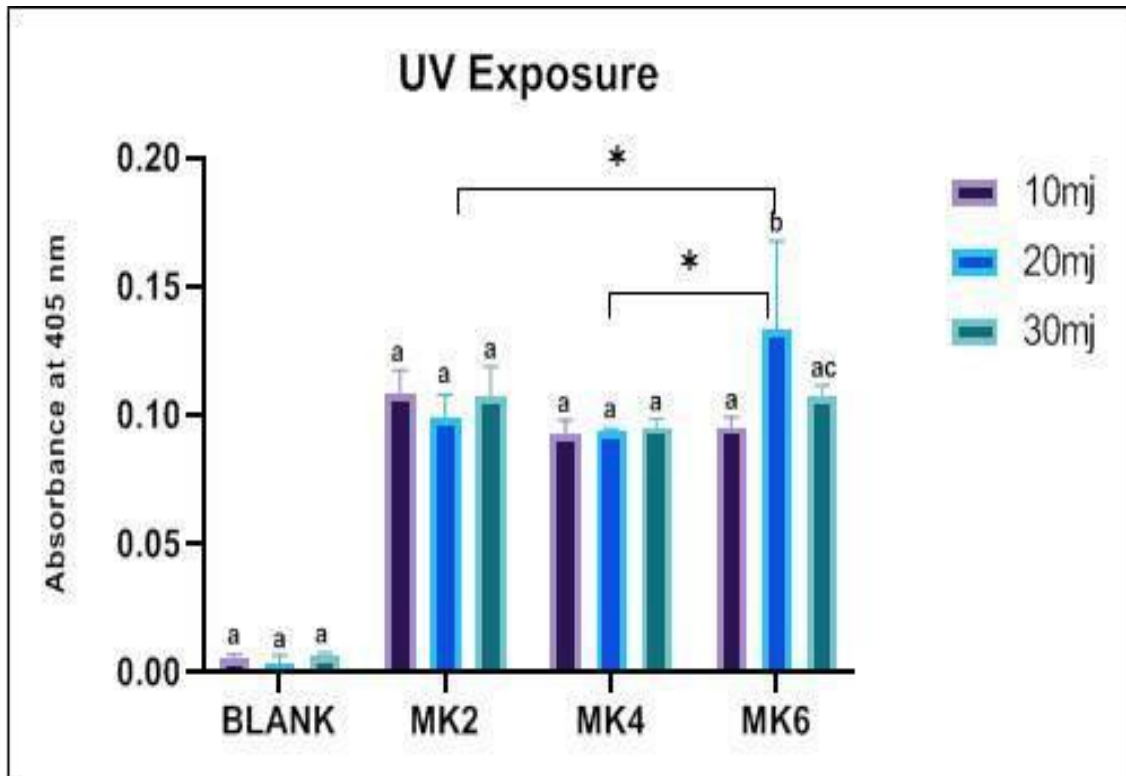 UV Exposure
Absorbance at 405 nm
0.20
0.15
0.10
0.05
0.00
*
*
b
a a a
a a a
a ac
a a a
BLANK MK2 MK4 MK6
10mj
20mj
30mj